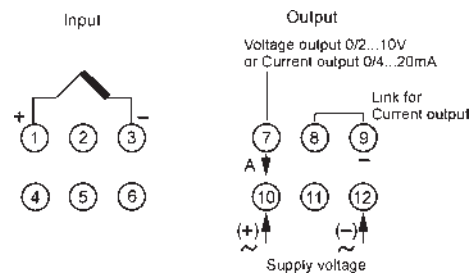 Input
Output
Voltage output 0/2...10V
or Current output 0/4...20mA
Link for
Current output
+ –
1 2 3
7 8 9
A –
4 5 6
10 11 12
(+) (–)
~ ~
Supply voltage